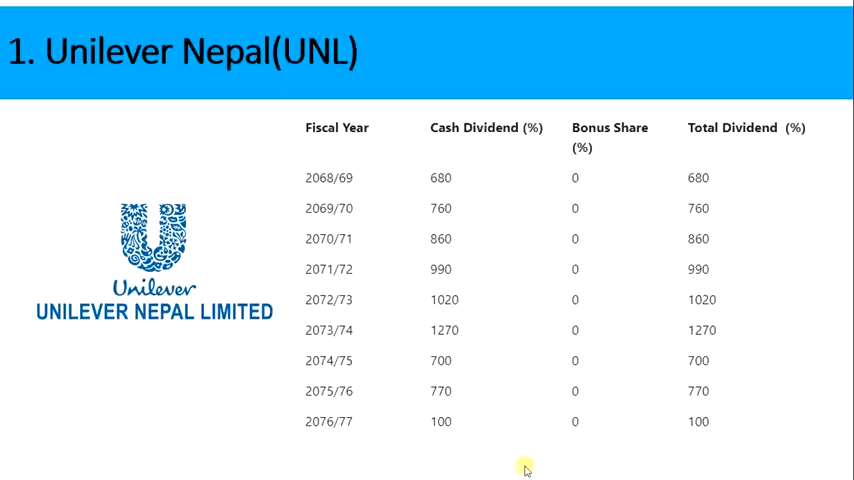 1. Unilever Nepal(UNL)
Fiscal Year Cash Dividend (%) Bonus Share (%) Total Dividend (%)
2068/69 680 0 680
2069/70 760 0 760
2070/71 860 0 860
2071/72 990 0 990
2072/73 1020 0 1020
2073/74 1270 0 1270
2074/75 700 0 700
2075/76 770 0 770
2076/77 100 0 100
Unilever
UNILEVER NEPAL LIMITED